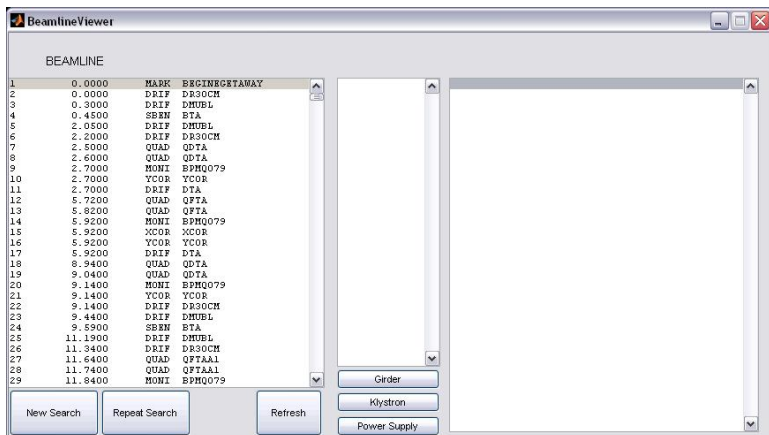 BeamlineViewer
BEAMLINE
1 0.0000 MARK BEGINEGETAWAY
2 0.0000 DRIF DR30CM
3 0.3000 DRIF DMUBL
4 0.4500 SBEN BTA
5 2.0500 DRIF DMUBL
6 2.2000 DRIF DR30CM
7 2.5000 QUAD QDTA
8 2.6000 QUAD QDTA
9 2.7000 MONI BPMQ079
10 2.7000 YCOR YCOR
11 2.7000 DRIF DTA
12 5.7200 QUAD QFTA
13 5.8200 QUAD QFTA
14 5.9200 MONI BPMQ079
15 5.9200 XCOR XCOR
16 5.9200 YCOR YCOR
17 5.9200 DRIF DTA
18 8.9400 QUAD QDTA
19 9.0400 QUAD QDTA
20 9.1400 MONI BPMQ079
21 9.1400 YCOR YCOR
22 9.1400 DRIF DR30CM
23 9.4400 DRIF DMUBL
24 9.5900 SBEN BTA
25 11.1900 DRIF DMUBL
26 11.3400 DRIF DR30CM
27 11.6400 QUAD QFTAA1
28 11.7400 QUAD QFTAA1
29 11.8400 MONI BPMQ079
Girder
Klystron
Power Supply
New Search Repeat Search Refresh